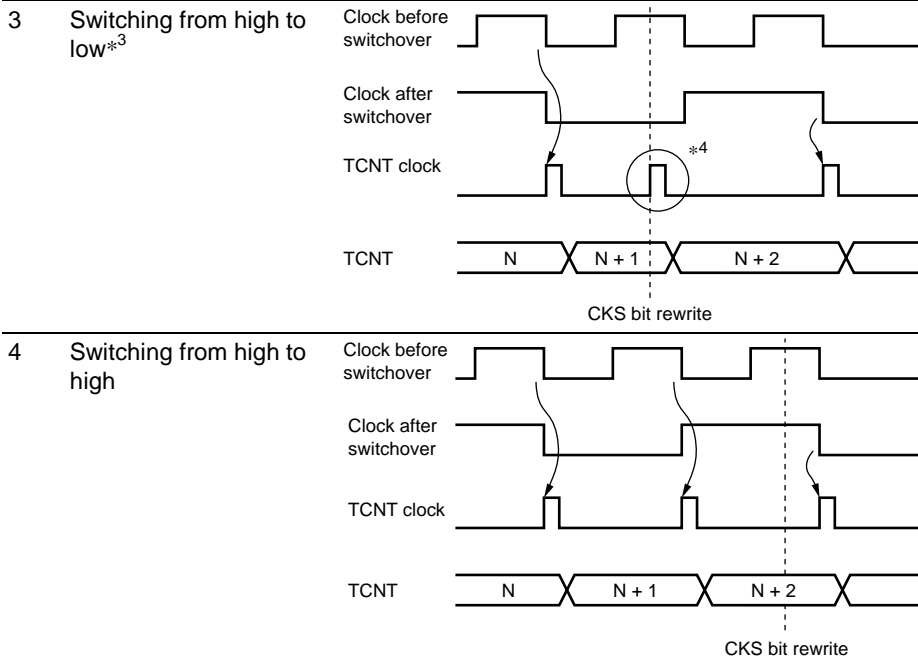 3 Switching from high to
low*3
Clock before
switchover
Clock after
switchover
TCNT clock
*4
TCNT
N
N + 1
N + 2
CKS bit rewrite
4 Switching from high to
high
Clock before
switchover
Clock after
switchover
TCNT clock
TCNT
N
N + 1
N + 2
CKS bit rewrite